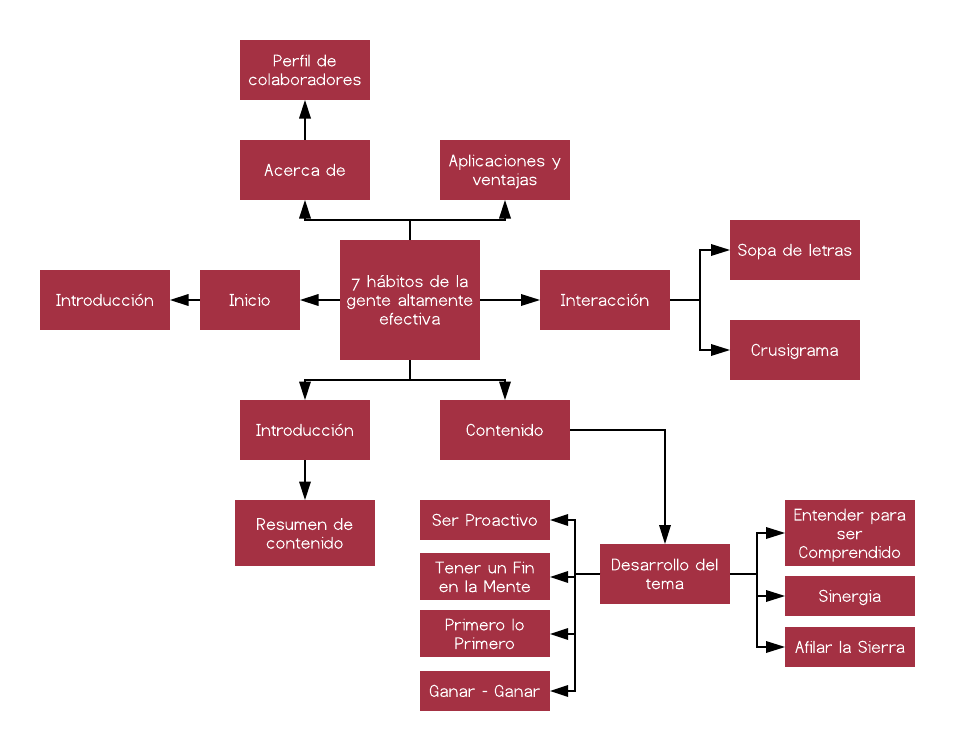 Perfil de
colaboradores
Acerca de
Aplicaciones y
ventajas
Sopa de letras
Introducción
Inicio
7 hábitos de la
gente altamente
efectiva
Interacción
Crusigrama
Introducción
Contenido
Resumen de
contenido
Ser Proactivo
Tener un Fin
en la Mente
Primero lo
Primero
Ganar - Ganar
Desarrollo del
tema
Entender para
ser
Comprendido
Sinergia
Afilar la Sierra